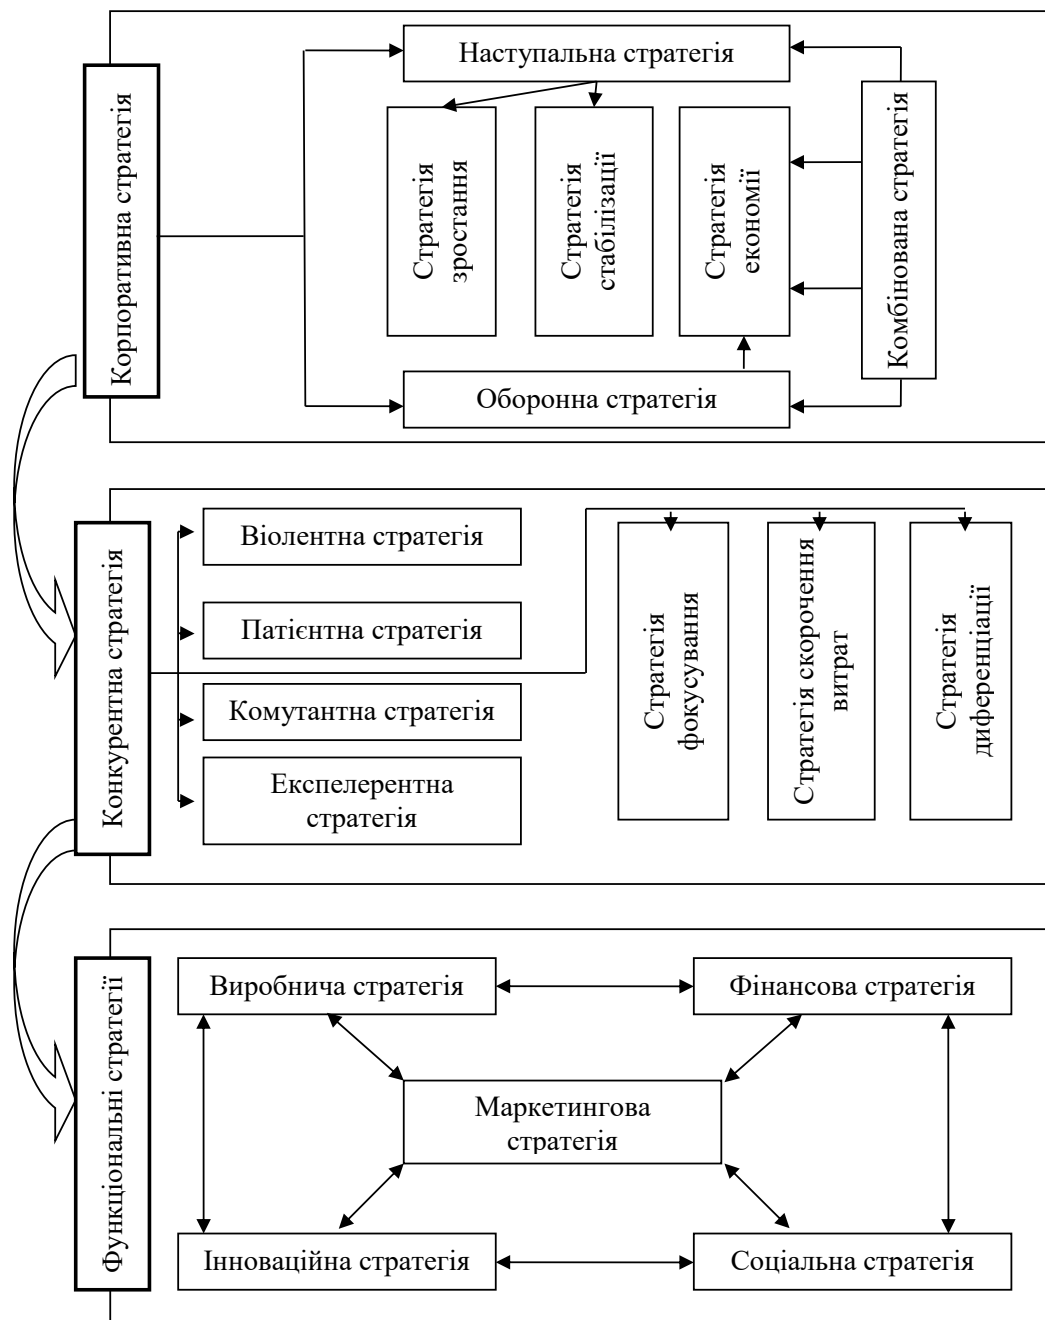 Корпоративна стратегія
Наступальна стратегія
Стратегія
зростання
Стратегія
стабілізації
Стратегія
економії
Комбінована стратегія
Оборонна стратегія
Конкурентна стратегія
Віолентна стратегія
Патієнтна стратегія
Комутантна стратегія
Експелерентна
стратегія
Стратегія
фокусування
Стратегія скорочення
витрат
Стратегія
диференціації
Функціональні стратегії
Виробнича стратегія
Фінансова стратегія
Маркетингова
стратегія
Інноваційна стратегія
Соціальна стратегія